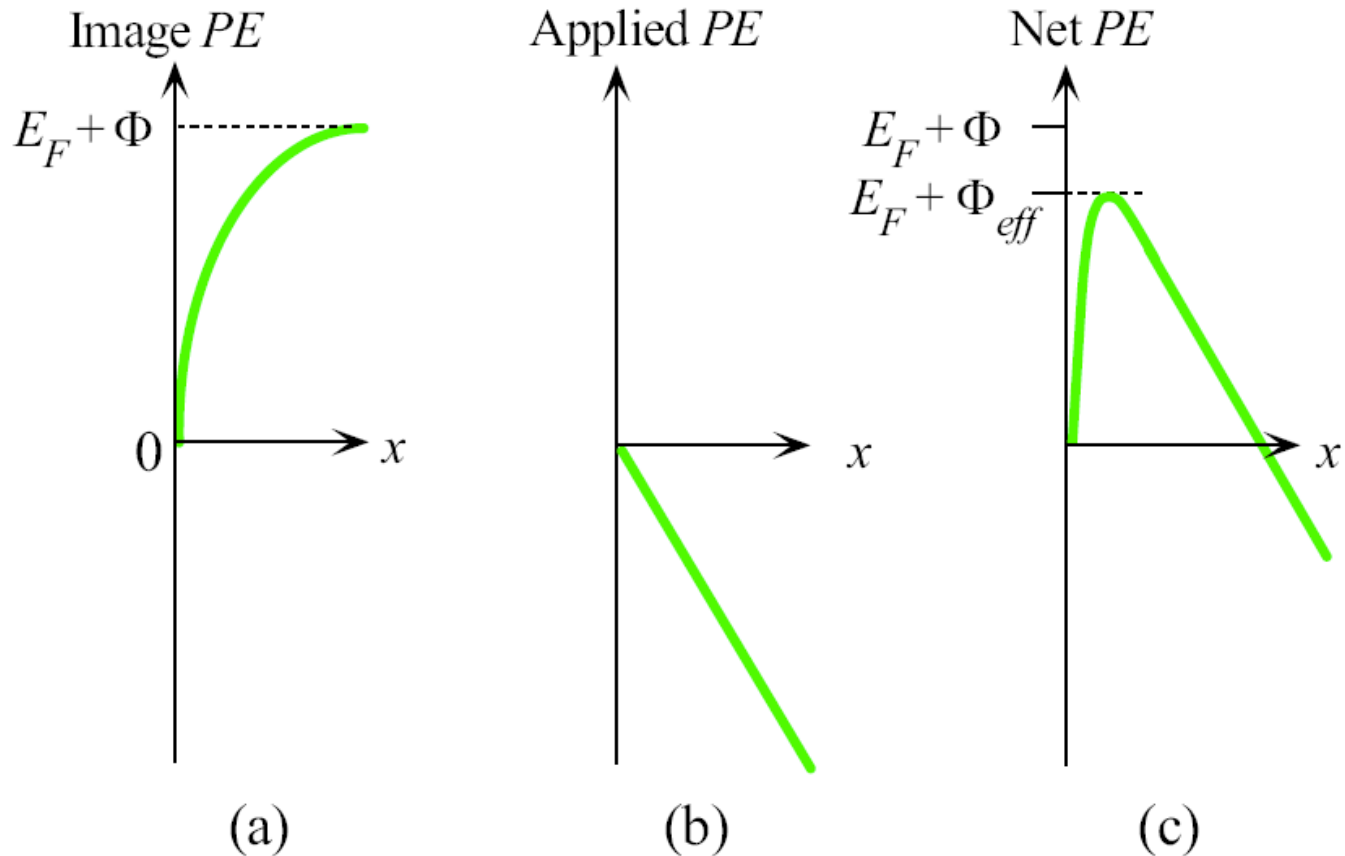 Image PE
E_F + Φ
0
x
(a)
Applied PE
x
(b)
Net PE
E_F + Φ
E_F + Φ_eff
x
(c)